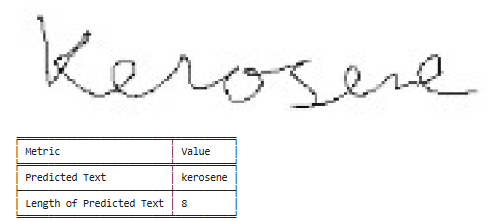 Kerosene
Metric Value
Predicted Text kerosene
Length of Predicted Text 8